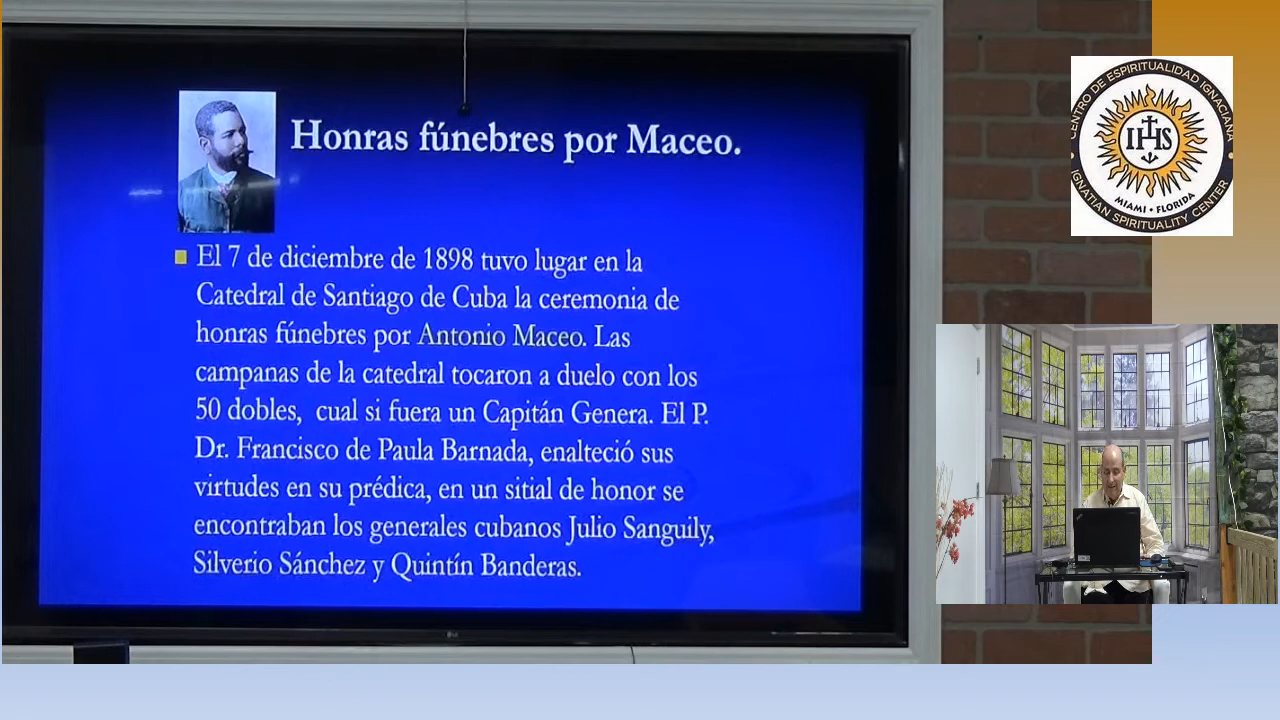 Honras fúnebres por Maceo.
El 7 de diciembre de 1898 tuvo lugar en la
Catedral de Santiago de Cuba la ceremonia de
honras fúnebres por Antonio Maceo. Las
campanas de la catedral tocaron a duelo con los
50 dobles, cual si fuera un Capitán Genera. El P.
Dr. Francisco de Paula Barnada, enalteció sus
virtudes en su prédica, en un sitial de honor se
encontraban los generales cubanos Julio Sanguily,
Silverio Sánchez y Quintín Banderas.
LG
CENTRO DE ESPIRITUALIDAD IGNACIANA
IHS
MIAMI • FLORIDA
IGNATIAN SPIRITUALITY CENTER